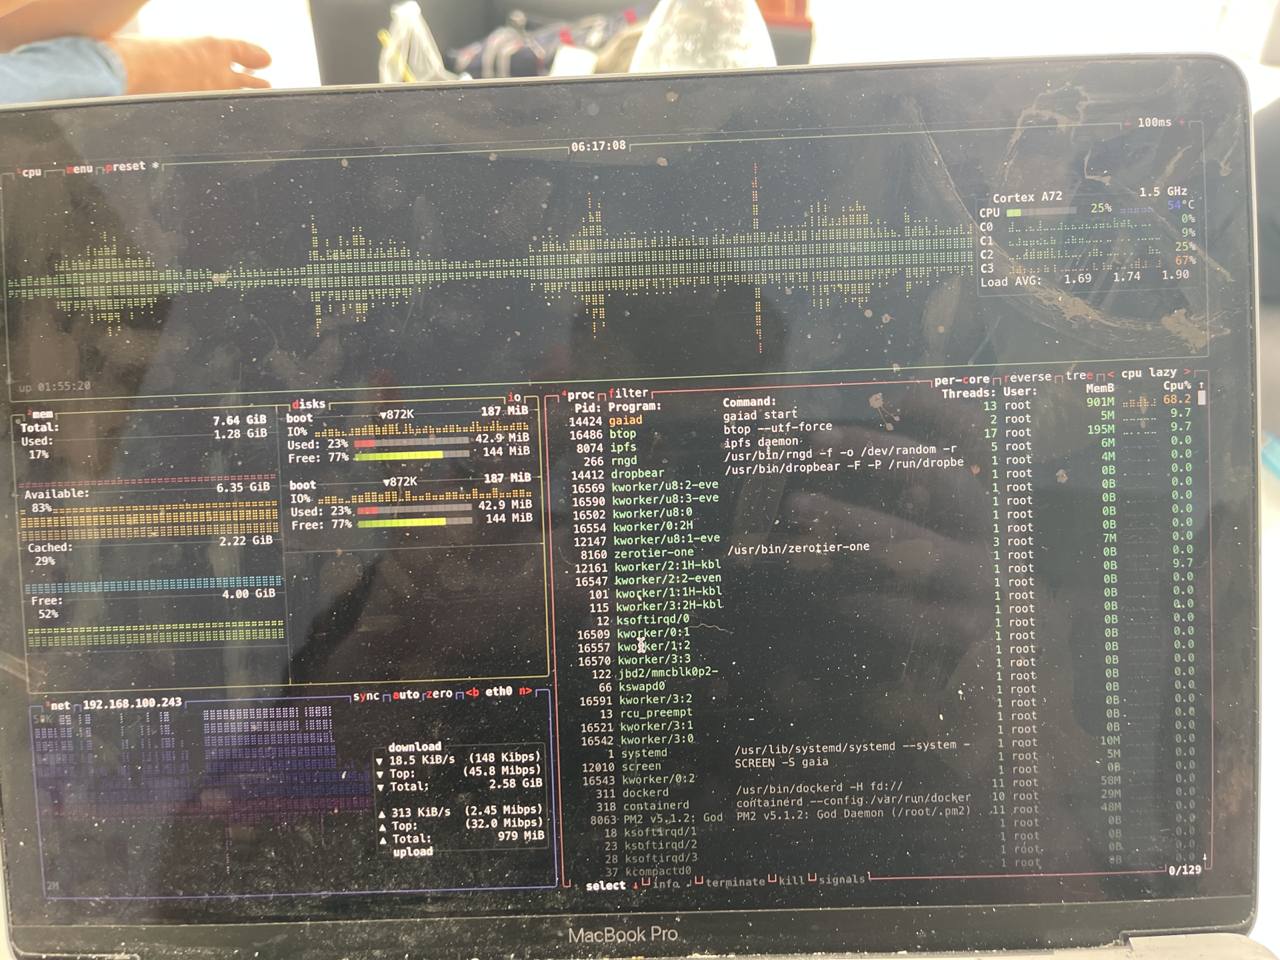 ¹cpu menu preset * 06:17:08 - 100ms +
Cortex A72 1.5 GHz
CPU 25% 54°C
C0 0%
C1 9%
C2 25%
C3 67%
Load AVG: 1.69 1.74 1.90
up 01:55:20
²mem
Total: 7.64 GiB
Used: 1.28 GiB
17%
Available: 6.35 GiB
83%
Cached: 2.22 GiB
29%
Free: 4.00 GiB
52%
disks io
boot ▼872K 187 MiB
IO%
Used: 23% 42.9 MiB
Free: 77% 144 MiB
boot ▼872K 187 MiB
IO%
Used: 23% 42.9 MiB
Free: 77% 144 MiB
³net 192.168.100.243 sync auto zero <b eth0 n>
download
▼ 18.5 KiB/s (148 Kibps)
▼ Top: (45.8 Mibps)
▼ Total: 2.58 GiB
▲ 313 KiB/s (2.45 Mibps)
▲ Top: (32.0 Mibps)
▲ Total: 979 MiB
upload
2M
⁴proc filter per-core reverse tree < cpu lazy >
Pid: Program: Command: Threads: User: MemB Cpu% ↑
14424 gaiad gaiad start 13 root 901M 68.2
16486 btop btop --utf-force 2 root 5M 9.7
8074 ipfs ipfs daemon 17 root 195M 9.7
266 rngd /usr/bin/rngd -f -o /dev/random -r 5 root 6M 0.0
14412 dropbear /usr/bin/dropbear -F -P /run/dropbe 1 root 4M 0.0
16569 kworker/u8:2-eve 1 root 0B 0.0
16590 kworker/u8:3-eve 1 root 0B 0.0
16502 kworker/u8:0 1 root 0B 0.0
16554 kworker/0:2H 1 root 0B 0.0
12147 kworker/u8:1-eve 1 root 0B 0.0
8160 zerotier-one /usr/bin/zerotier-one 3 root 7M 0.0
12161 kworker/2:1H-kbl 1 root 0B 0.0
16547 kworker/2:2-even 1 root 0B 9.7
101 kworker/1:1H-kbl 1 root 0B 0.0
115 kworker/3:2H-kbl 1 root 0B 0.0
12 ksoftirqd/0 1 root 0B 0.0
16509 kworker/0:1 1 root 0B 0.0
16557 kworker/1:2 1 root 0B 0.0
16570 kworker/3:3 1 root 0B 0.0
122 jbd2/mmcblk0p2- 1 root 0B 0.0
66 kswapd0 1 root 0B 0.0
16591 kworker/3:2 1 root 0B 0.0
13 rcu_preempt 1 root 0B 0.0
16521 kworker/3:1 1 root 0B 0.0
16542 kworker/3:0 1 root 0B 0.0
1 systemd /usr/lib/systemd/systemd --system - 1 root 10M 0.0
12010 screen SCREEN -S gaia 1 root 5M 0.0
16543 kworker/0:2 1 root 0B 0.0
311 dockerd /usr/bin/dockerd -H fd:// 11 root 58M 0.0
318 containerd containerd --config /var/run/docker 10 root 29M 0.0
8063 PM2 v5.1.2: God PM2 v5.1.2: God Daemon (/root/.pm2) 11 root 48M 0.0
18 ksoftirqd/1 1 root 0B 0.0
23 ksoftirqd/2 1 root 0B 0.0
28 ksoftirqd/3 1 root 0B 0.0
37 kcompactd0 1 root 0B 0.0
↑ select ↓ info ↲ terminate kill signals 0/129 ↓
MacBook Pro